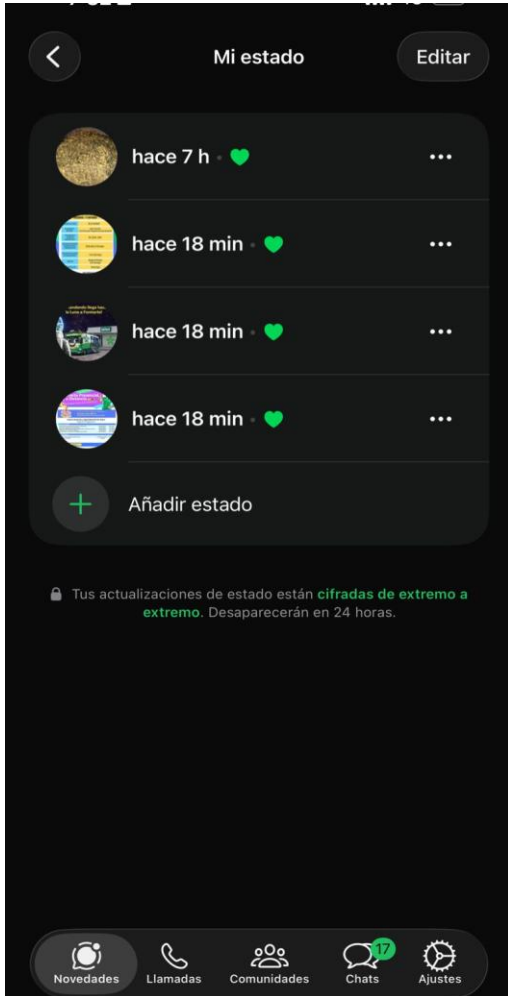 Mi estado
Editar
hace 7 h
hace 18 min
hace 18 min
hace 18 min
Añadir estado
Tus actualizaciones de estado están cifradas de extremo a
extremo. Desaparecerán en 24 horas.
17
Novedades
Llamadas
Comunidades
Chats
Ajustes